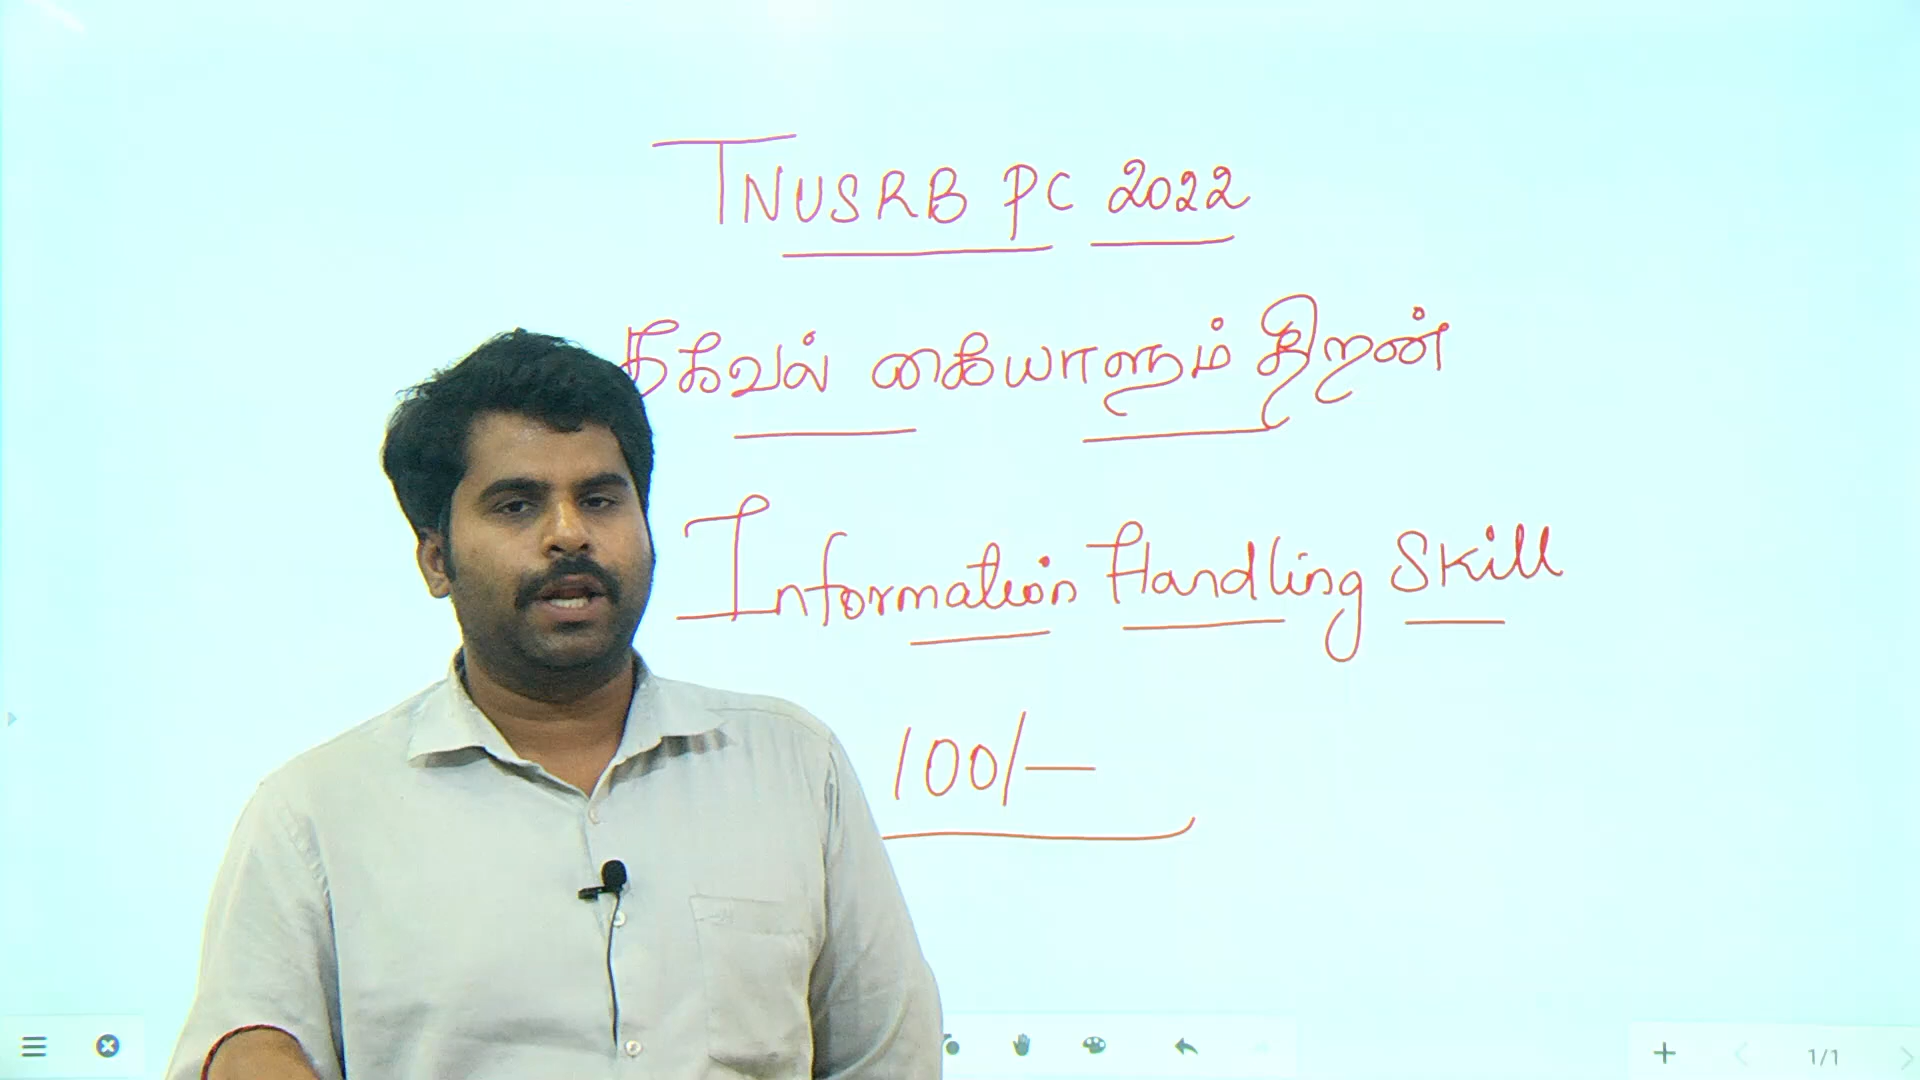 TNUSRB PC 2022
தகவல் கையாளும் திறன்
Information Handling Skill
100/-
1/1